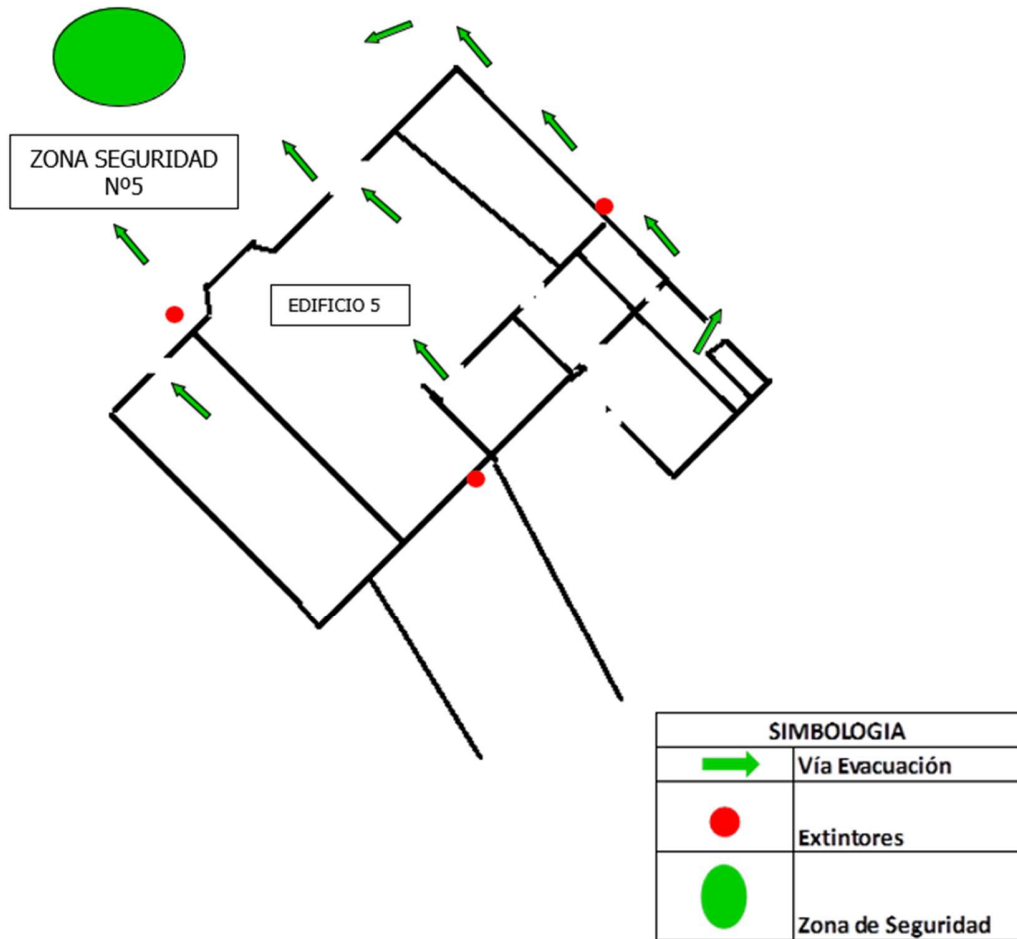 ZONA SEGURIDAD
Nº5
EDIFICIO 5
SIMBOLOGIA
Vía Evacuación
Extintores
Zona de Seguridad